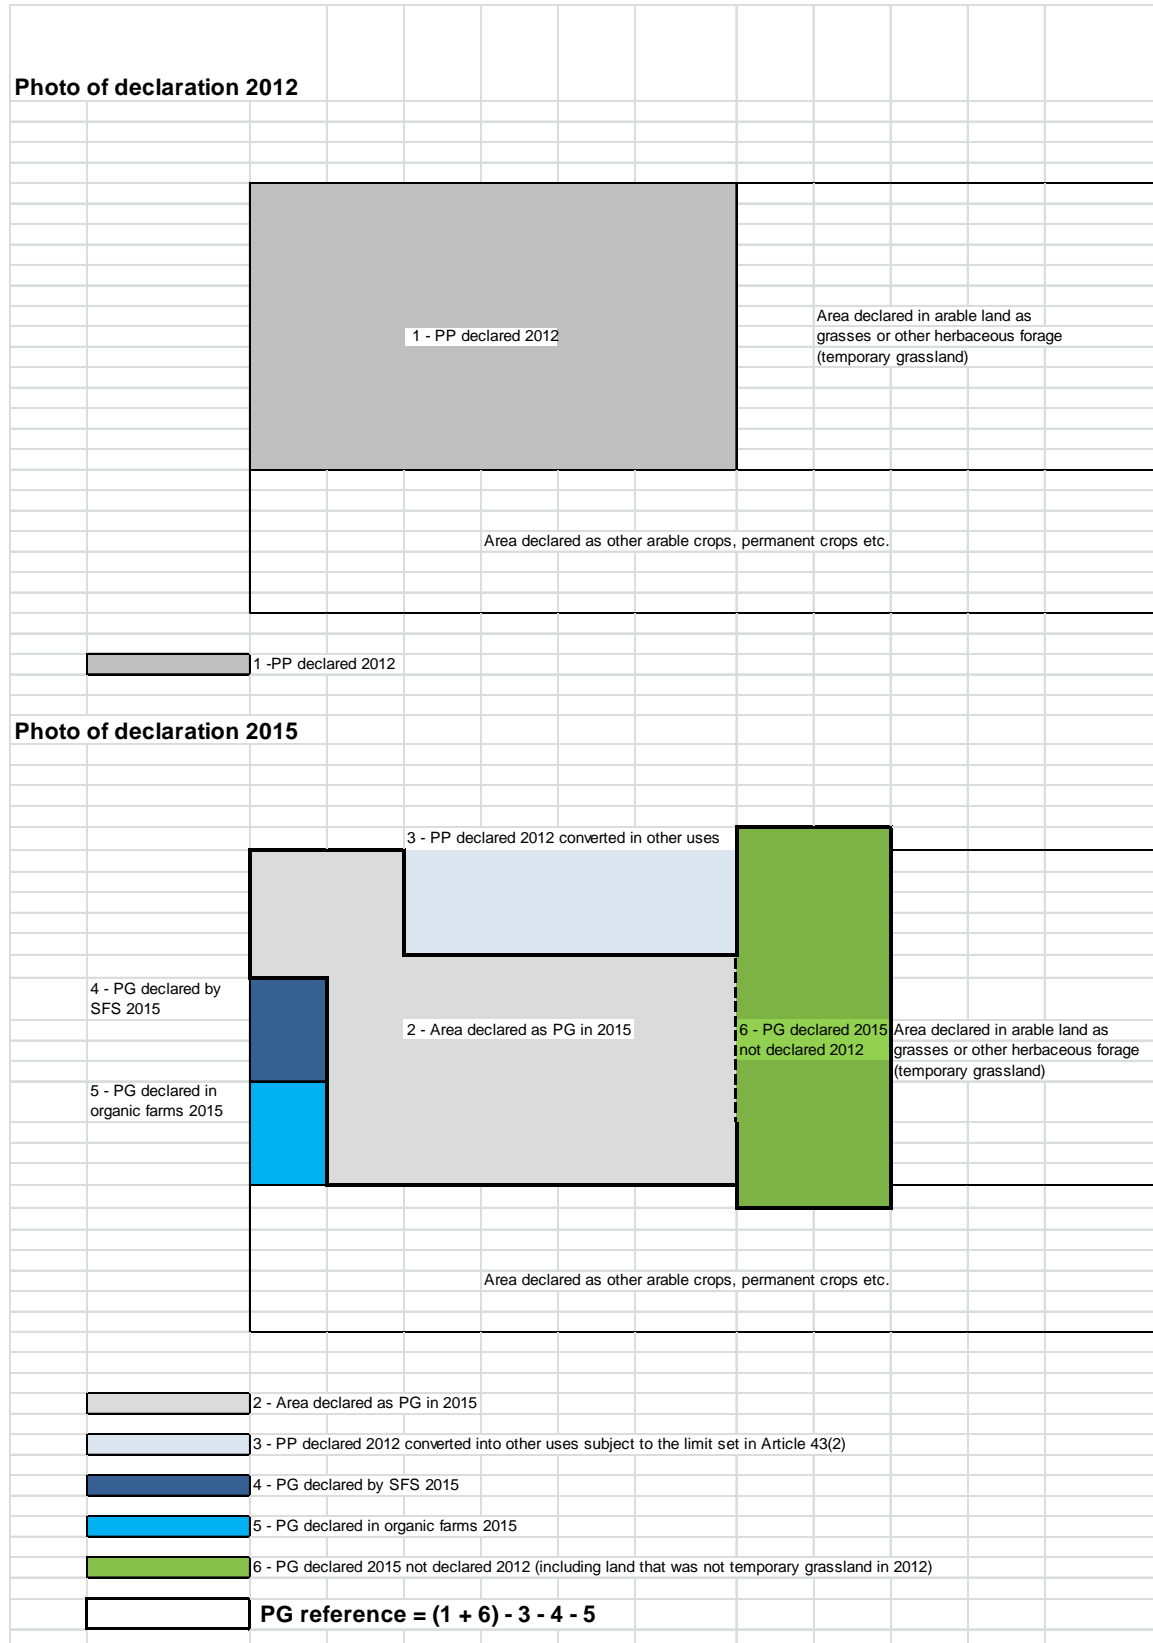 Photo of declaration 2012
1 - PP declared 2012
Area declared in arable land as
grasses or other herbaceous forage
(temporary grassland)
Area declared as other arable crops, permanent crops etc.
1 -PP declared 2012
Photo of declaration 2015
3 - PP declared 2012 converted in other uses
4 - PG declared by
SFS 2015
2 - Area declared as PG in 2015
6 - PG declared 2015
not declared 2012
Area declared in arable land as
grasses or other herbaceous forage
(temporary grassland)
5 - PG declared in
organic farms 2015
Area declared as other arable crops, permanent crops etc.
2 - Area declared as PG in 2015
3 - PP declared 2012 converted into other uses subject to the limit set in Article 43(2)
4 - PG declared by SFS 2015
5 - PG declared in organic farms 2015
6 - PG declared 2015 not declared 2012 (including land that was not temporary grassland in 2012)
PG reference = (1 + 6) - 3 - 4 - 5